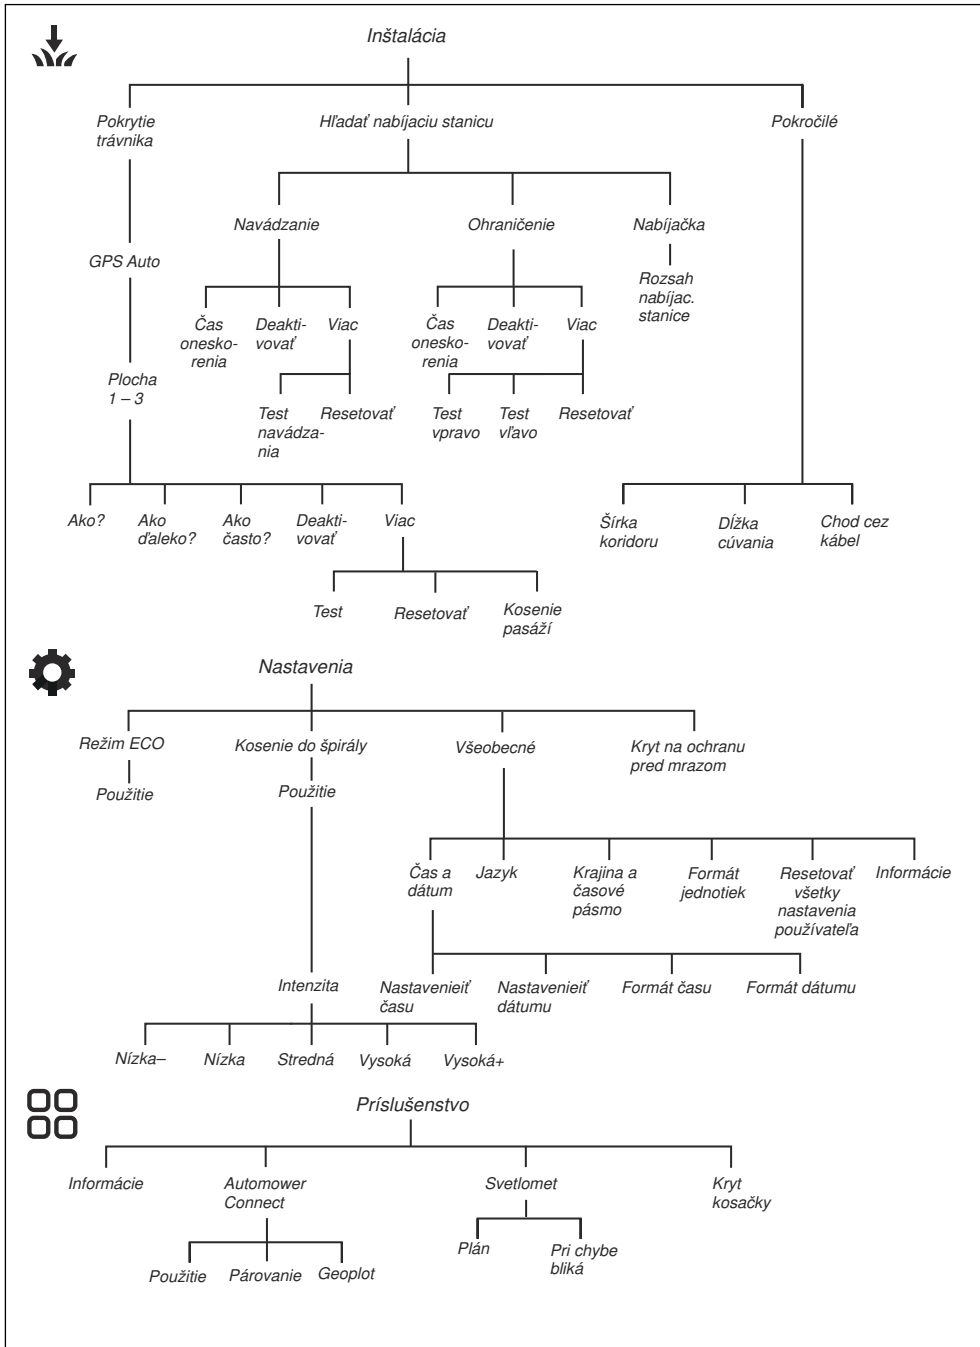 Inštalácia
Pokrytie
trávnika
Hľadať nabíjaciu stanicu
Pokročilé
Navádzanie
Ohraničenie
Nabíjačka
GPS Auto
Rozsah
nabíjac.
stanice
Čas
onesko-
renia
Deakti-
vovať
Viac
Čas
onesko-
renia
Deakti-
vovať
Viac
Plocha
1 – 3
Test
navádza-
nia
Resetovať
Test
vpravo
Test
vľavo
Resetovať
Ako?
Ako
ďaleko?
Ako
často?
Deakti-
vovať
Viac
Šírka
koridoru
Dĺžka
cúvania
Chod cez
kábel
Test
Resetovať
Kosenie
pasáží
Nastavenia
Režim ECO
Kosenie do špirály
Všeobecné
Kryt na ochranu
pred mrazom
Použitie
Použitie
Čas a
dátum
Jazyk
Krajina a
časové
pásmo
Formát
jednotiek
Resetovať
všetky
nastavenia
používateľa
Informácie
Intenzita
Nastavenieiť
času
Nastavenieiť
dátumu
Formát času
Formát dátumu
Nízka–
Nízka
Stredná
Vysoká
Vysoká+
Príslušenstvo
Informácie
Automower
Connect
Svetlomet
Kryt
kosačky
Použitie
Párovanie
Geoplot
Plán
Pri chybe
bliká